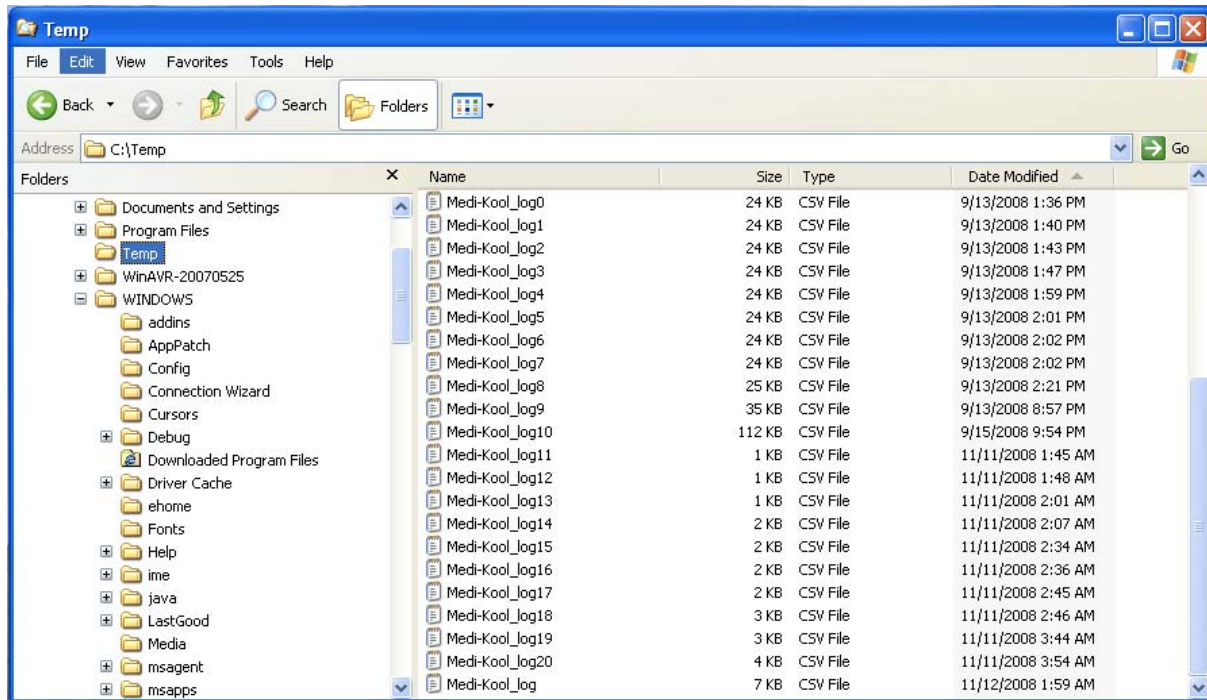 Temp
File Edit View Favorites Tools Help
Back Search Folders
Address C:\Temp Go
Folders
Documents and Settings
Program Files
Temp
WinAVR-20070525
WINDOWS
addins
AppPatch
Config
Connection Wizard
Cursors
Debug
Downloaded Program Files
Driver Cache
ehome
Fonts
Help
ime
java
LastGood
Media
msagent
msapps
Name Size Type Date Modified
Medi-Kool_log0 24 KB CSV File 9/13/2008 1:36 PM
Medi-Kool_log1 24 KB CSV File 9/13/2008 1:40 PM
Medi-Kool_log2 24 KB CSV File 9/13/2008 1:43 PM
Medi-Kool_log3 24 KB CSV File 9/13/2008 1:47 PM
Medi-Kool_log4 24 KB CSV File 9/13/2008 1:59 PM
Medi-Kool_log5 24 KB CSV File 9/13/2008 2:01 PM
Medi-Kool_log6 24 KB CSV File 9/13/2008 2:02 PM
Medi-Kool_log7 24 KB CSV File 9/13/2008 2:02 PM
Medi-Kool_log8 25 KB CSV File 9/13/2008 2:21 PM
Medi-Kool_log9 35 KB CSV File 9/13/2008 8:57 PM
Medi-Kool_log10 112 KB CSV File 9/15/2008 9:54 PM
Medi-Kool_log11 1 KB CSV File 11/11/2008 1:45 AM
Medi-Kool_log12 1 KB CSV File 11/11/2008 1:48 AM
Medi-Kool_log13 1 KB CSV File 11/11/2008 2:01 AM
Medi-Kool_log14 2 KB CSV File 11/11/2008 2:07 AM
Medi-Kool_log15 2 KB CSV File 11/11/2008 2:34 AM
Medi-Kool_log16 2 KB CSV File 11/11/2008 2:36 AM
Medi-Kool_log17 2 KB CSV File 11/11/2008 2:45 AM
Medi-Kool_log18 3 KB CSV File 11/11/2008 2:46 AM
Medi-Kool_log19 3 KB CSV File 11/11/2008 3:44 AM
Medi-Kool_log20 4 KB CSV File 11/11/2008 3:54 AM
Medi-Kool_log 7 KB CSV File 11/12/2008 1:59 AM